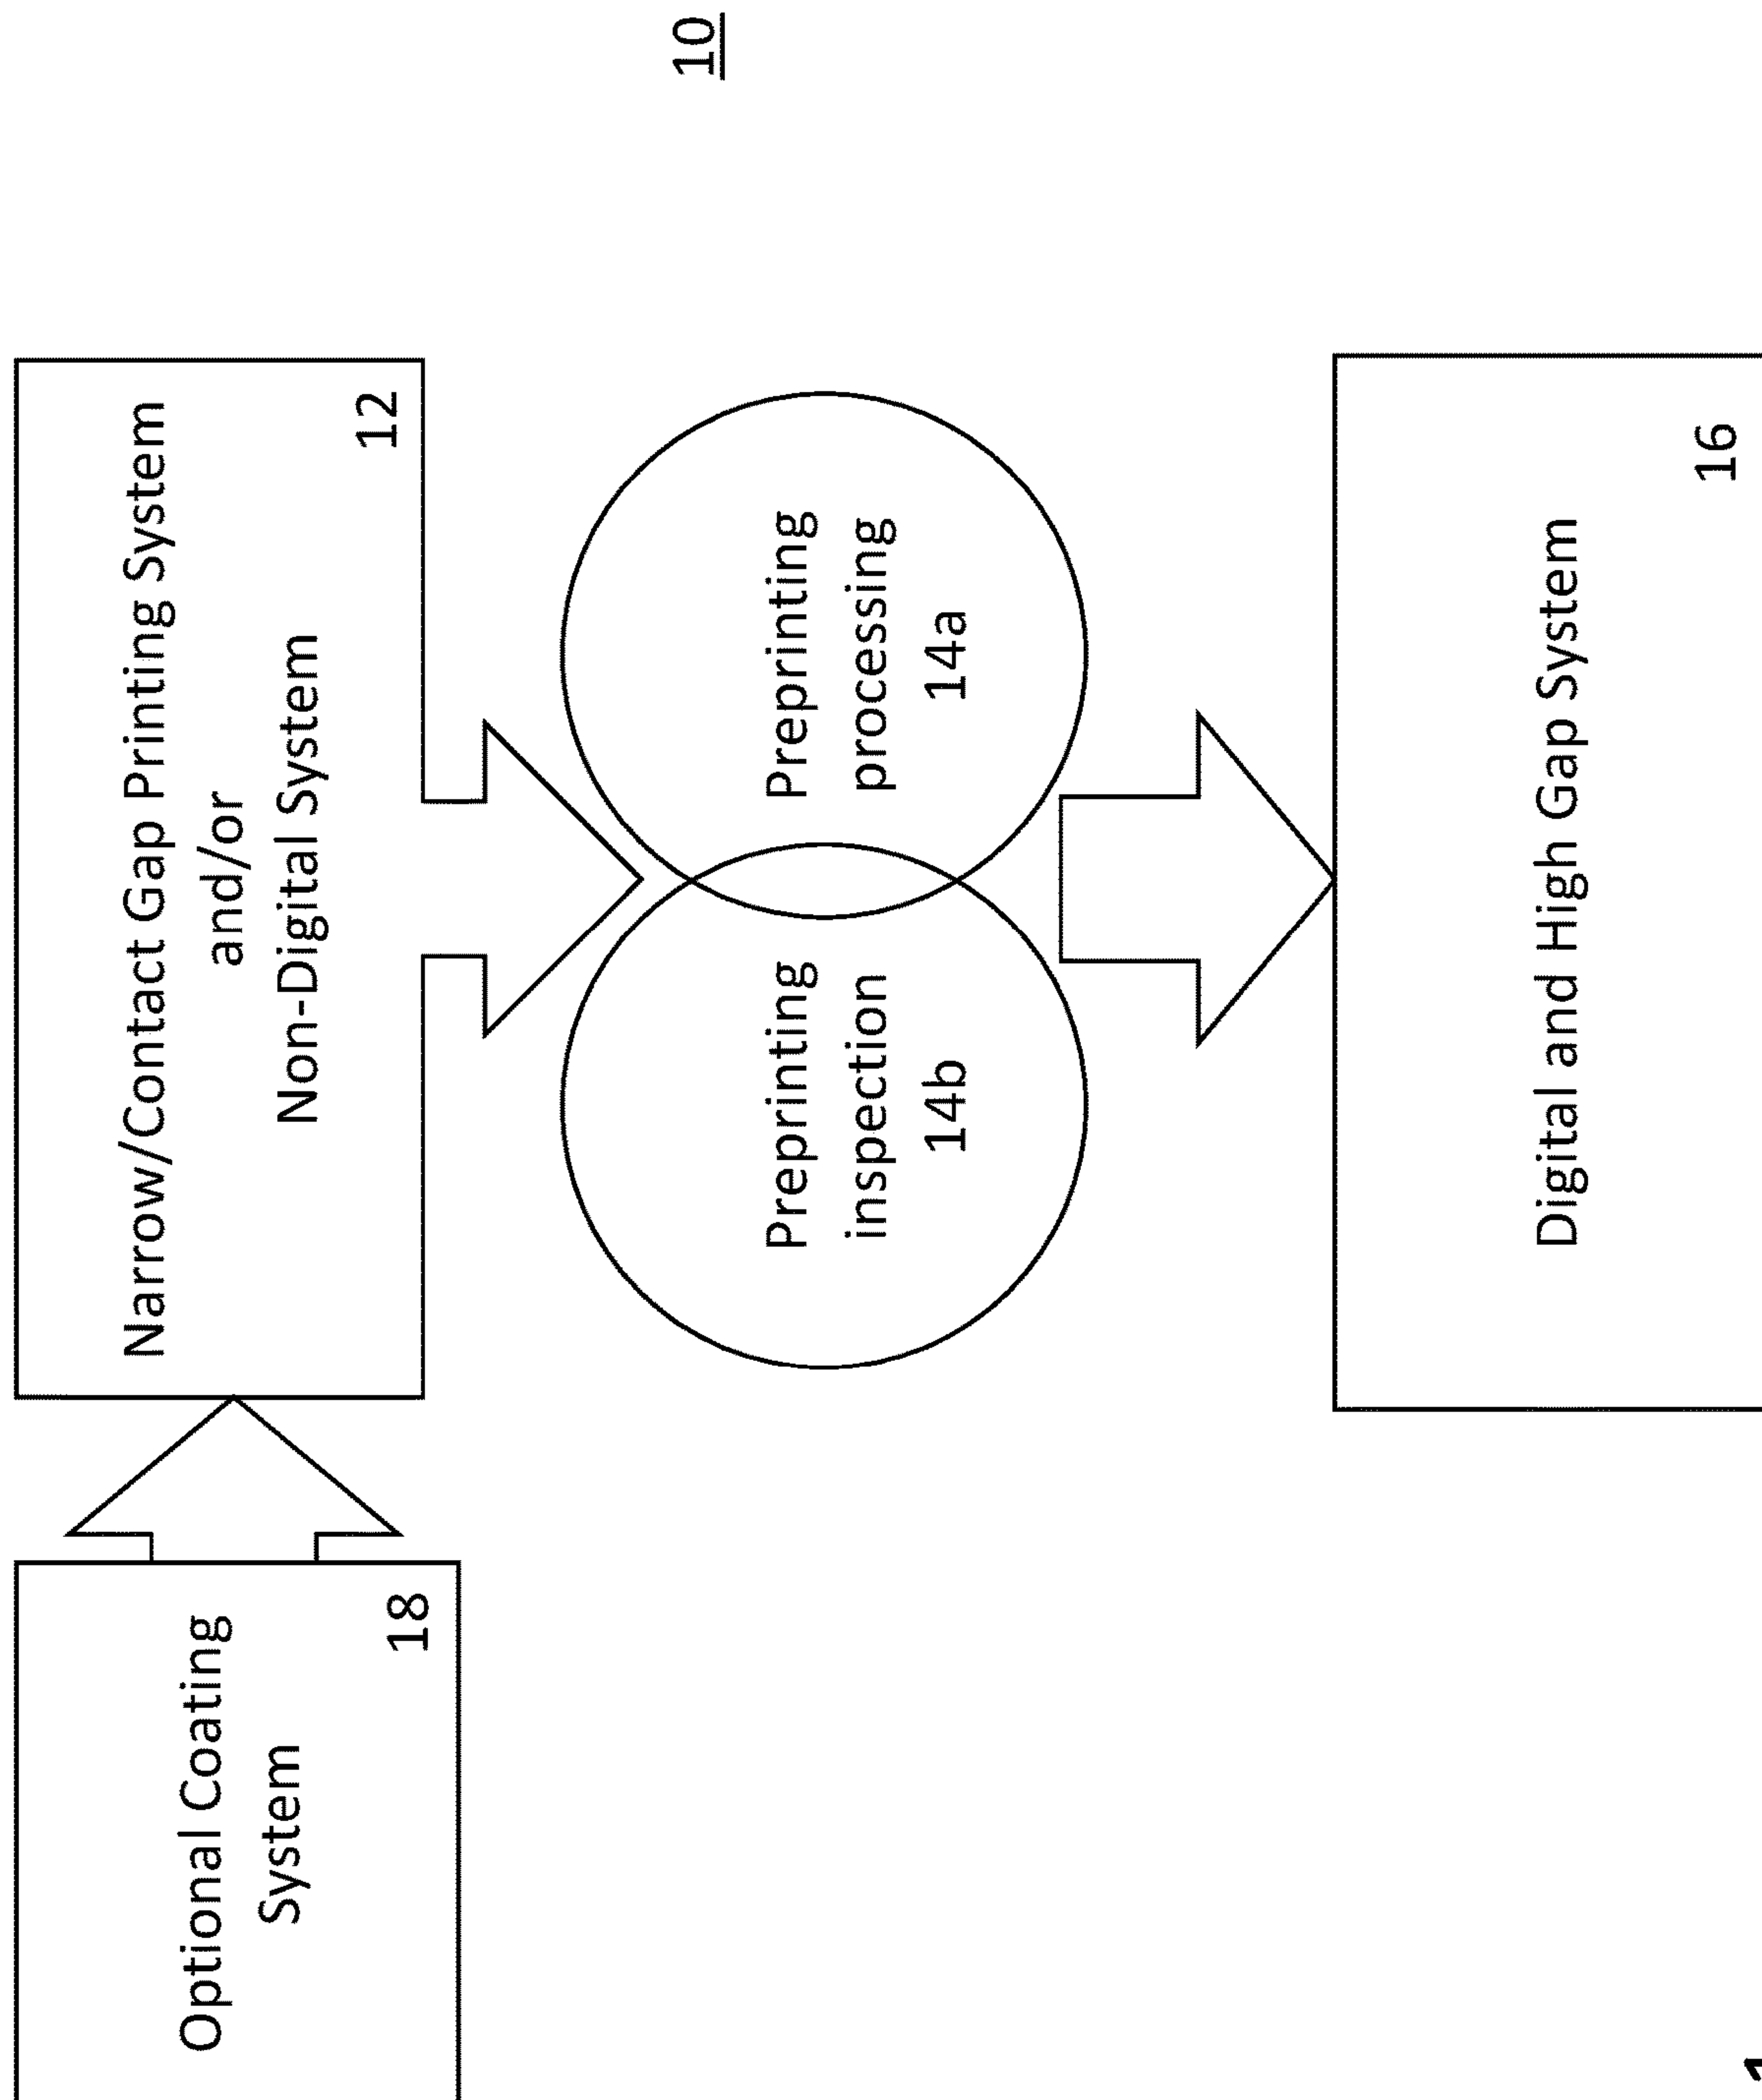 Optional Coating
System
18
Narrow/Contact Gap Printing System
and/or
Non-Digital System
12
10
Preprinting
inspection
14b
Preprinting
processing
14a
Digital and High Gap System
16